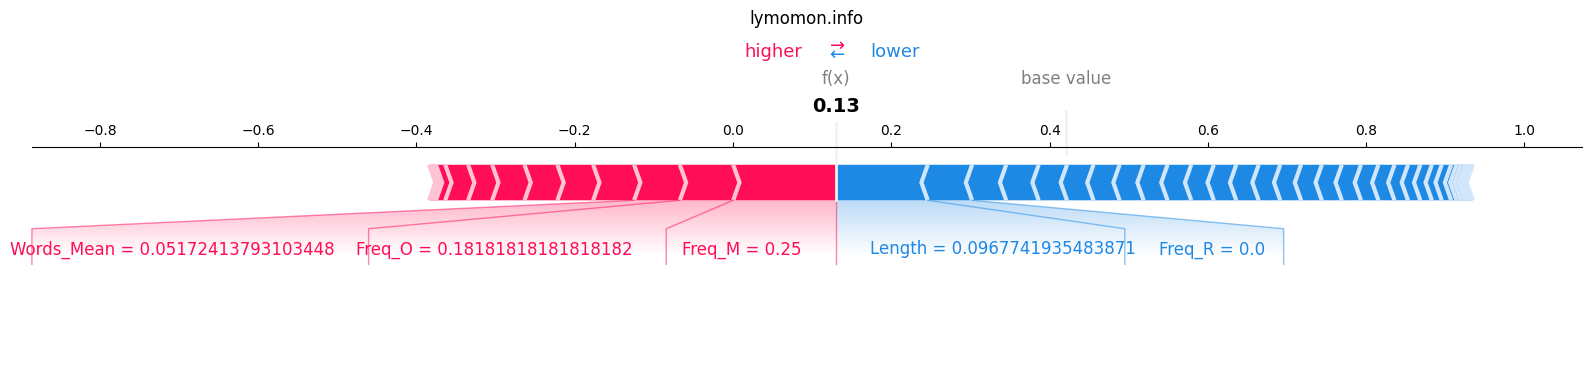 lymomon.info
higher ⇄ lower
f(x) base value
0.13
−0.8 −0.6 −0.4 −0.2 0.0 0.2 0.4 0.6 0.8 1.0
Words_Mean = 0.05172413793103448 Freq_O = 0.18181818181818182 Freq_M = 0.25 Length = 0.0967741935483871 Freq_R = 0.0